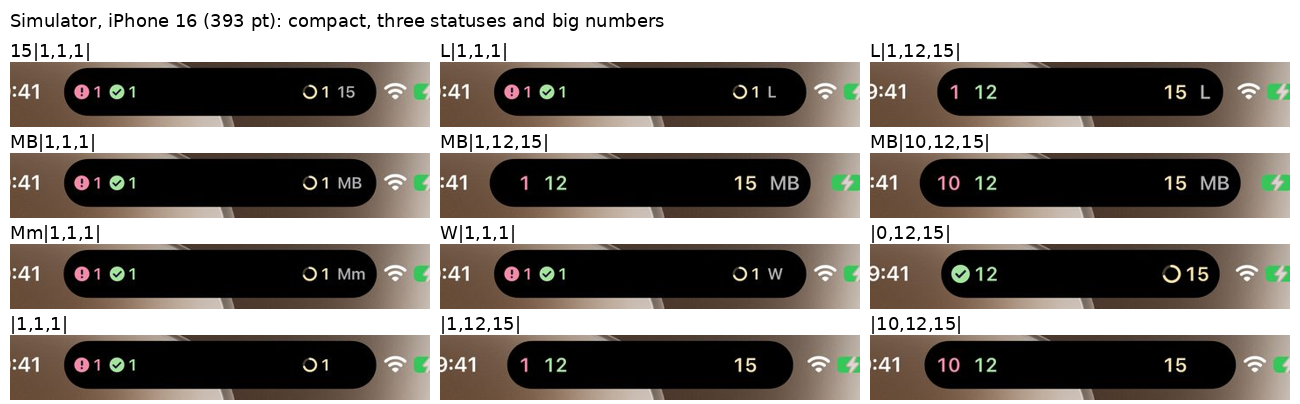 Simulator, iPhone 16 (393 pt): compact, three statuses and big numbers
15|1,1,1|
L|1,1,1|
L|1,12,15|
:41 1 1 1 15
:41 1 1 1 L
9:41 1 12 15 L
MB|1,1,1|
MB|1,12,15|
MB|10,12,15|
:41 1 1 1 MB
:41 1 12 15 MB
:41 10 12 15 MB
Mm|1,1,1|
W|1,1,1|
|0,12,15|
:41 1 1 1 Mm
:41 1 1 1 W
9:41 12 15
|1,1,1|
|1,12,15|
|10,12,15|
:41 1 1 1
9:41 1 12 15
:41 10 12 15